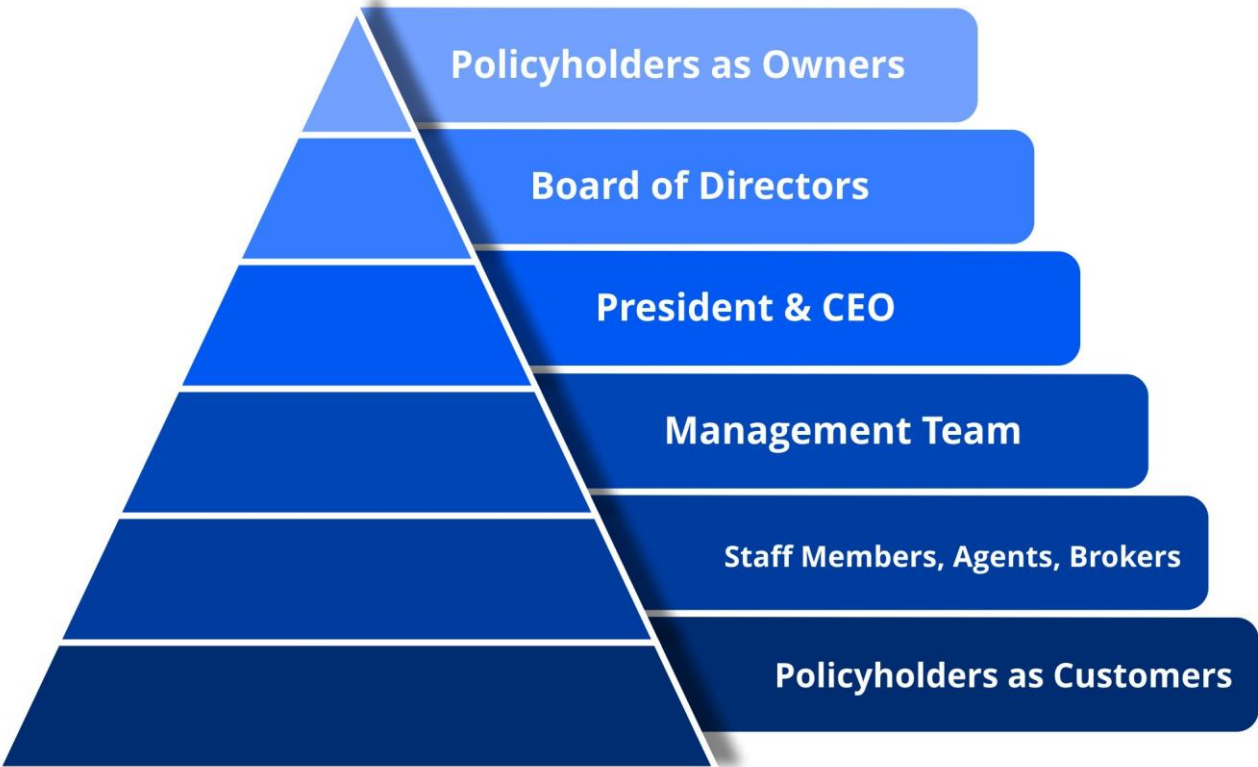 Policyholders as Owners
Board of Directors
President & CEO
Management Team
Staff Members, Agents, Brokers
Policyholders as Customers